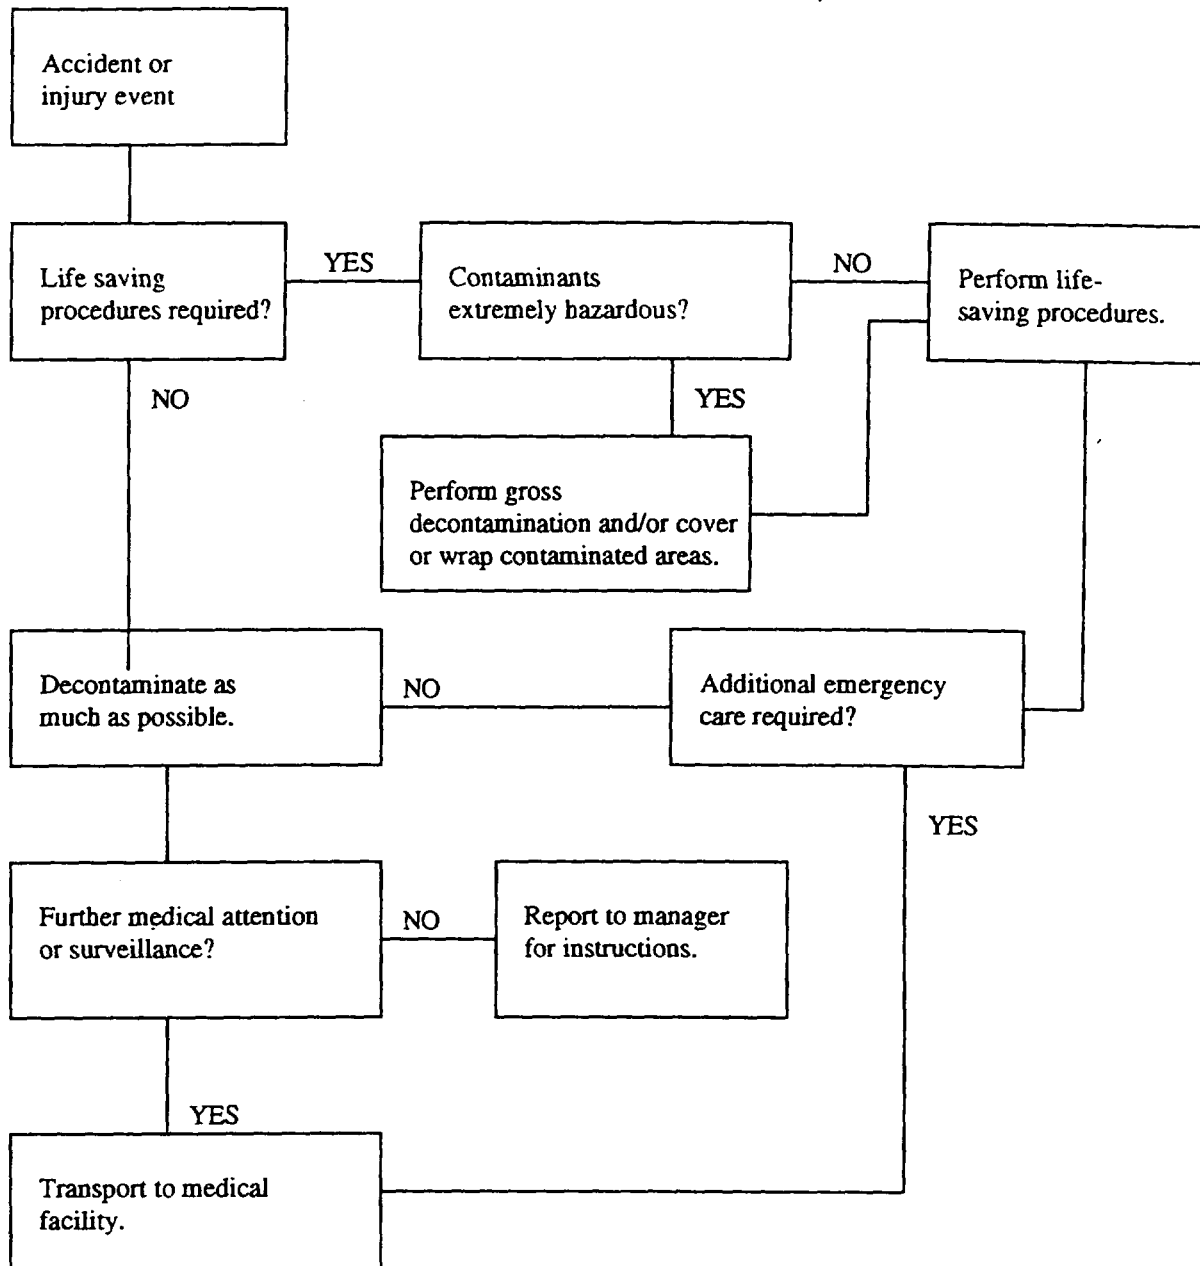 Accident or
injury event
Life saving
procedures required?
YES
Contaminants
extremely hazardous?
NO
Perform life-
saving procedures.
NO
YES
Perform gross
decontamination and/or cover
or wrap contaminated areas.
Decontaminate as
much as possible.
NO
Additional emergency
care required?
YES
Further medical attention
or surveillance?
NO
Report to manager
for instructions.
YES
Transport to medical
facility.